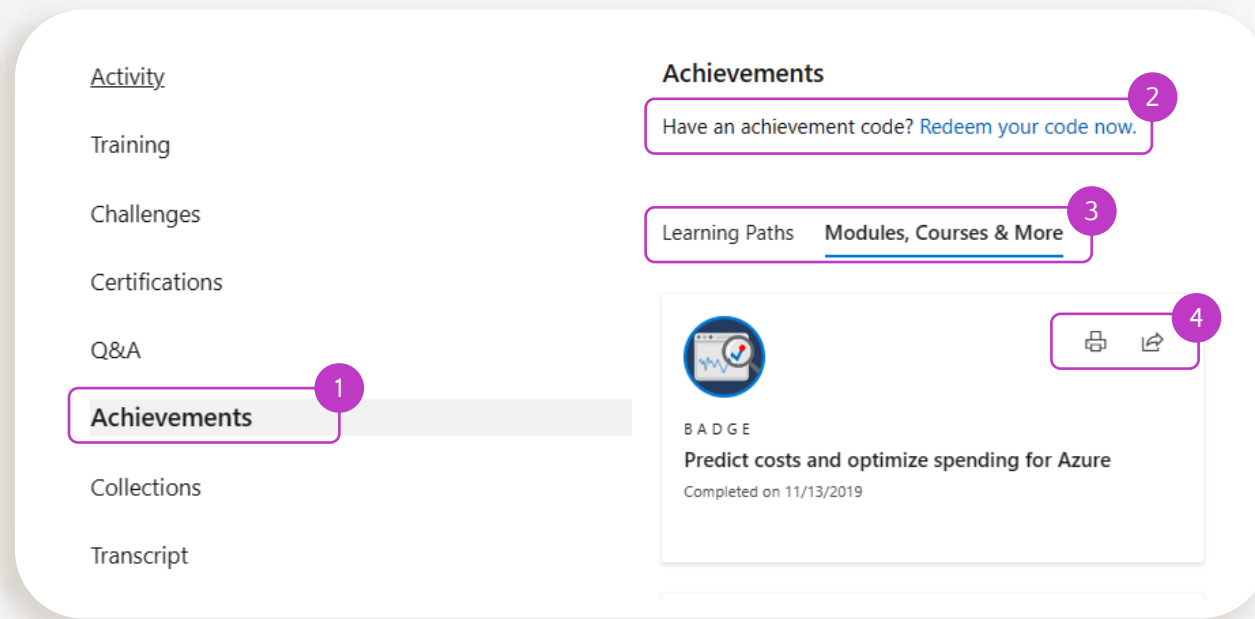 Activity
Training
Challenges
Certifications
Q&A
1
Achievements
Collections
Transcript
Achievements
2
Have an achievement code? Redeem your code now.
3
Learning Paths Modules, Courses & More
4
BADGE
Predict costs and optimize spending for Azure
Completed on 11/13/2019